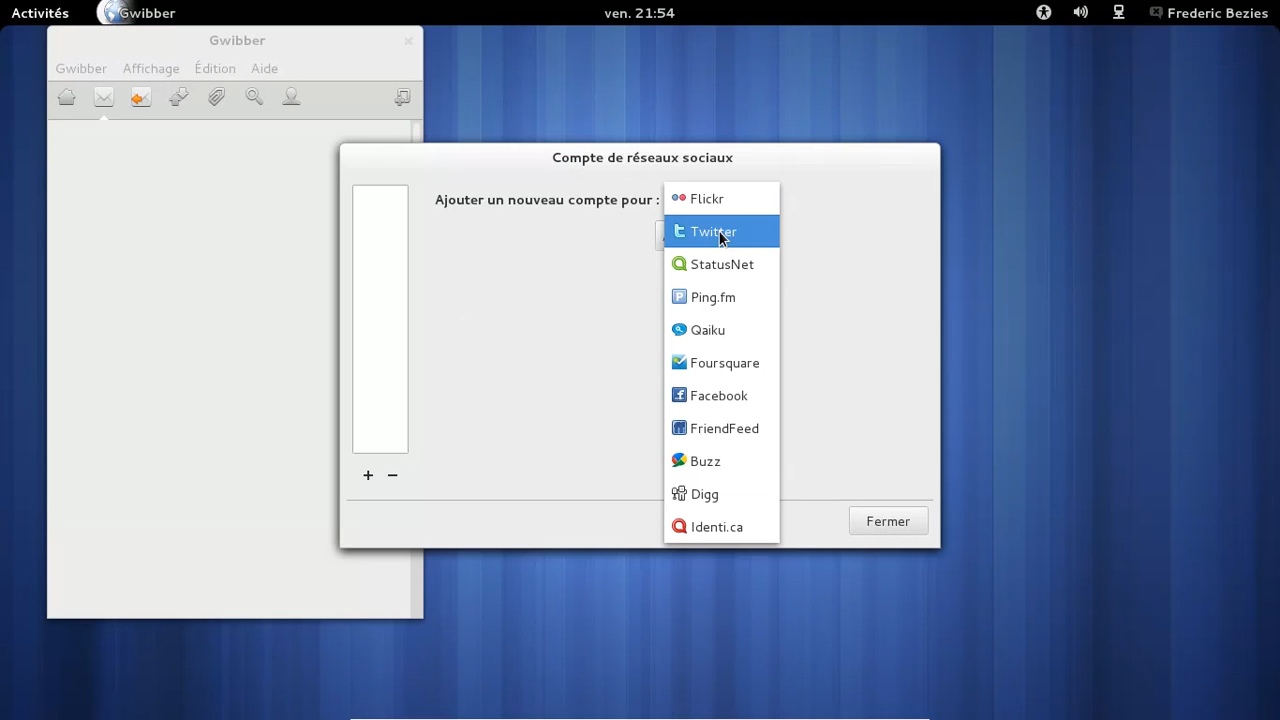 Activités
Gwibber
ven. 21:54
Frederic Bezies
Gwibber
Gwibber Affichage Édition Aide
Compte de réseaux sociaux
Ajouter un nouveau compte pour :
Flickr
Twitter
StatusNet
Ping.fm
Qaiku
Foursquare
Facebook
FriendFeed
Buzz
Digg
Identi.ca
+ −
Fermer